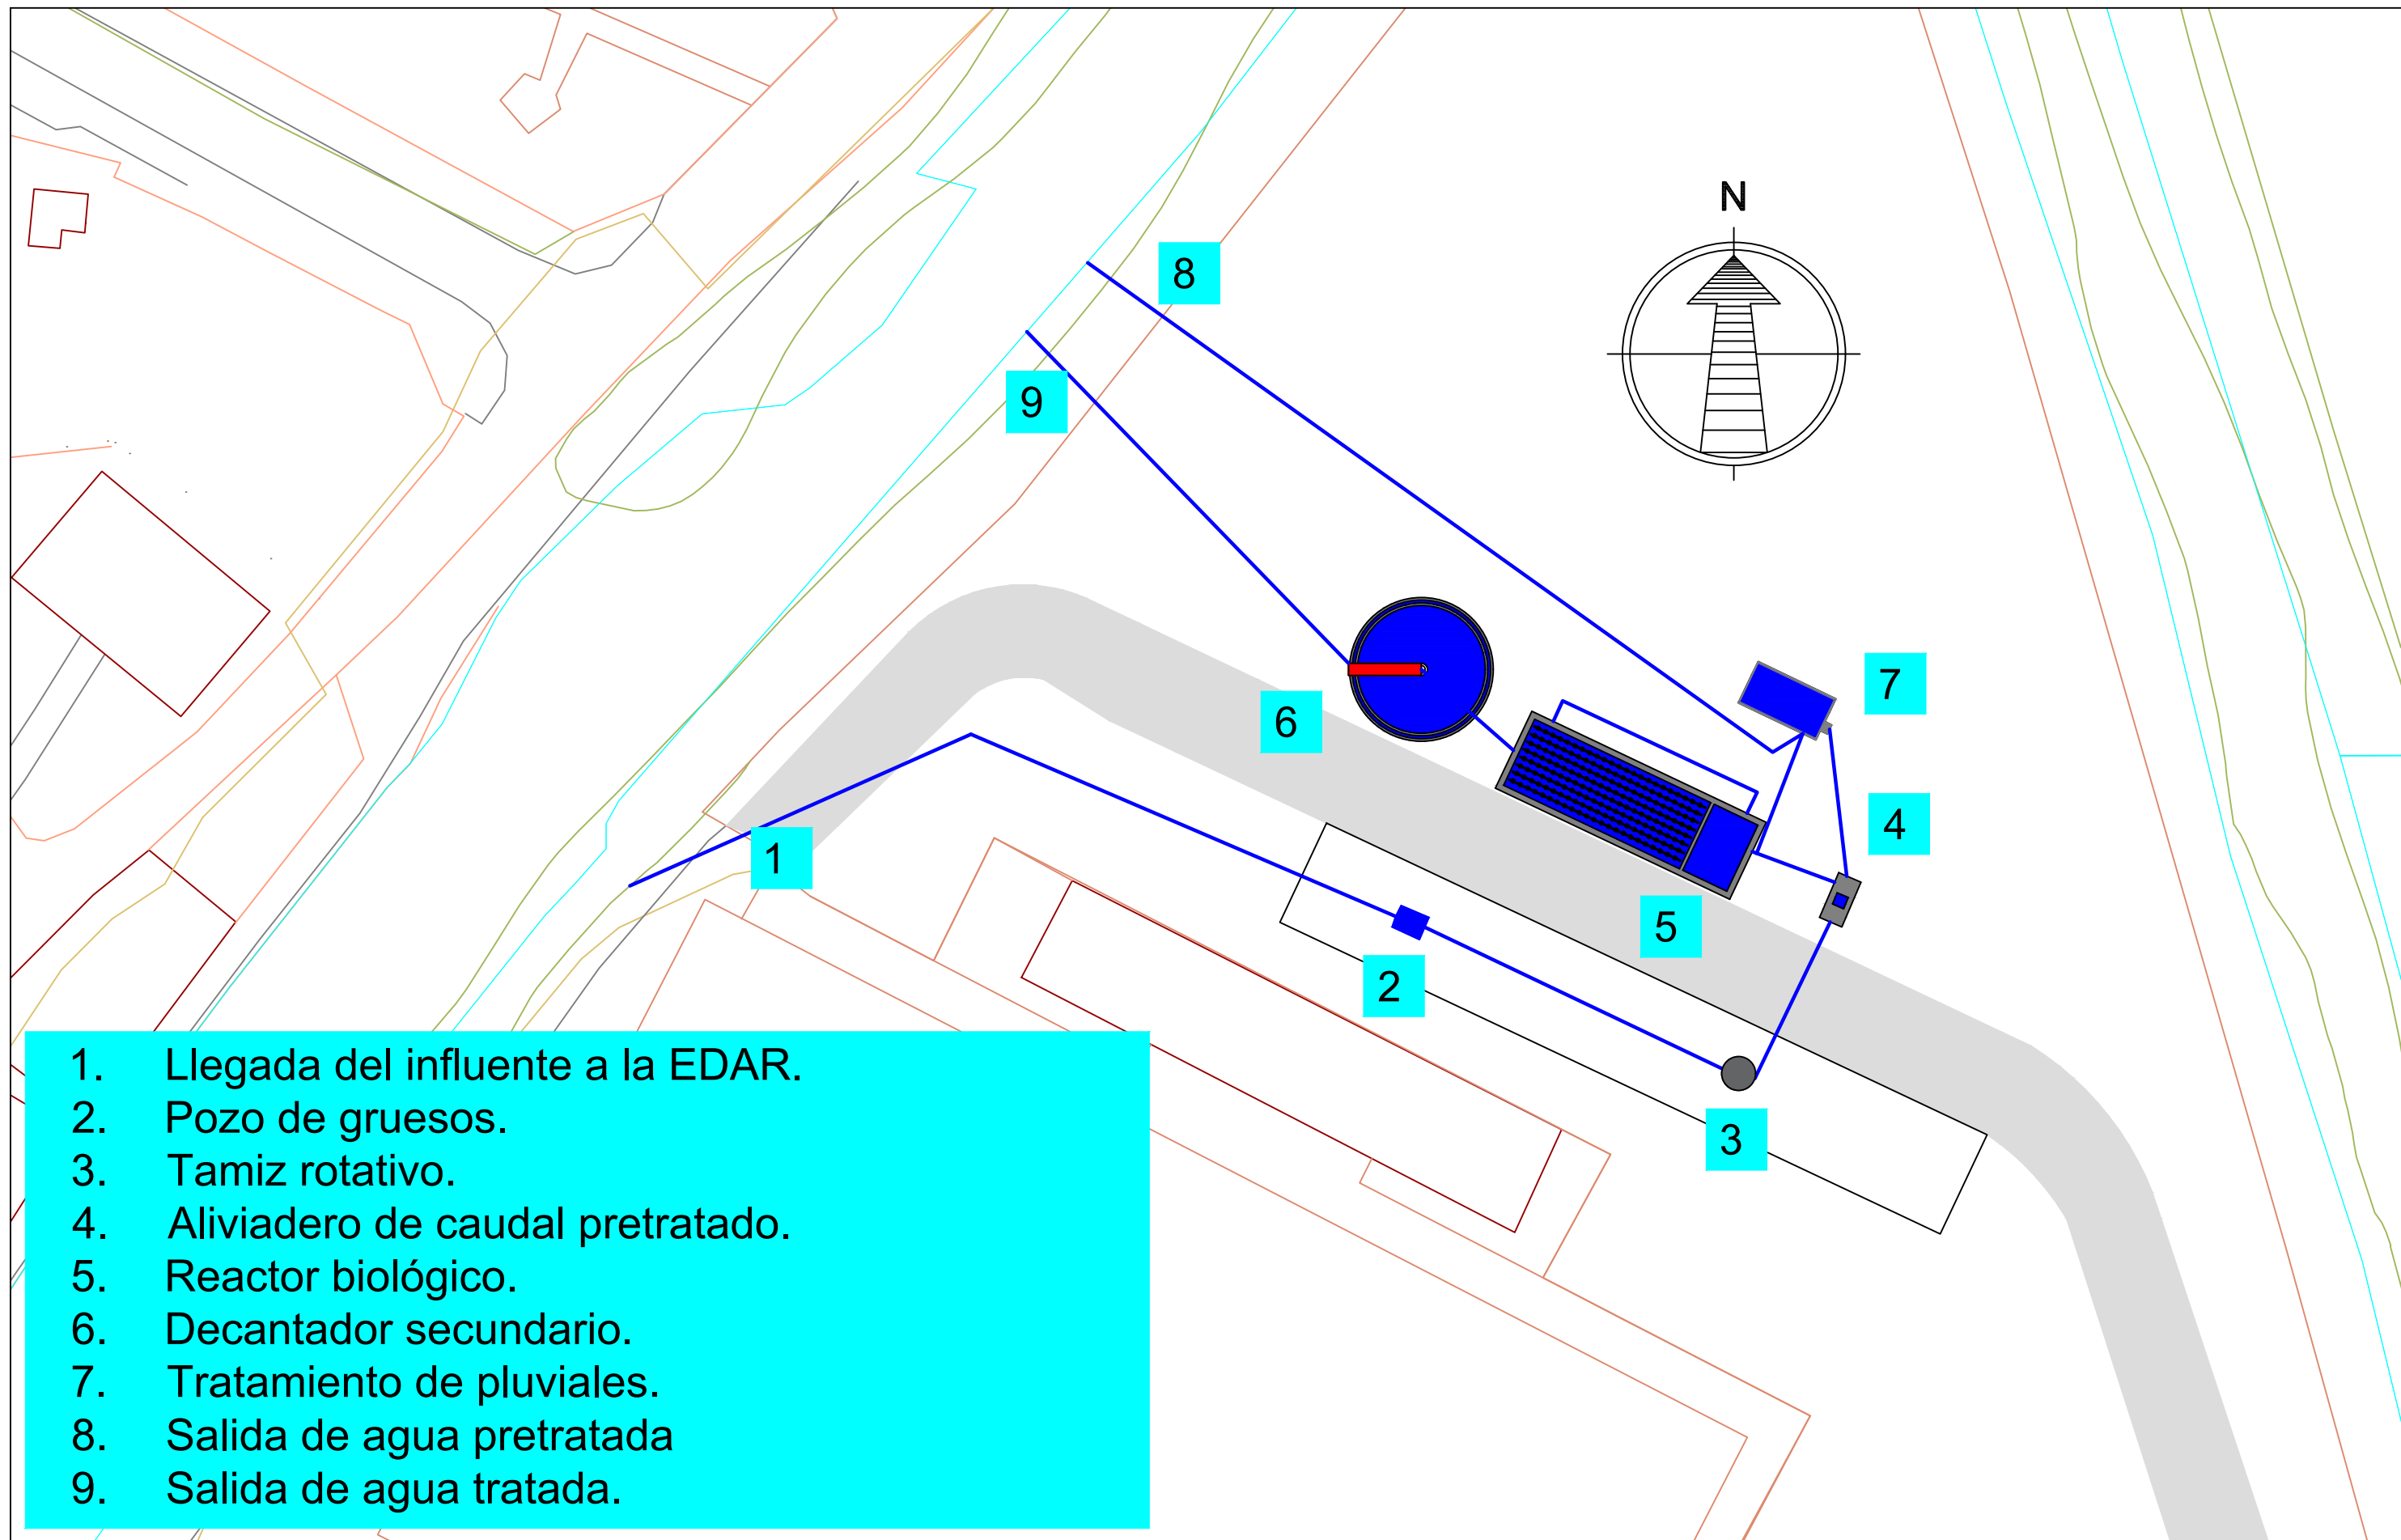 N
8
9
7
6
4
1
5
2
3
1. Llegada del influente a la EDAR.
2. Pozo de gruesos.
3. Tamiz rotativo.
4. Aliviadero de caudal pretratado.
5. Reactor biológico.
6. Decantador secundario.
7. Tratamiento de pluviales.
8. Salida de agua pretratada
9. Salida de agua tratada.